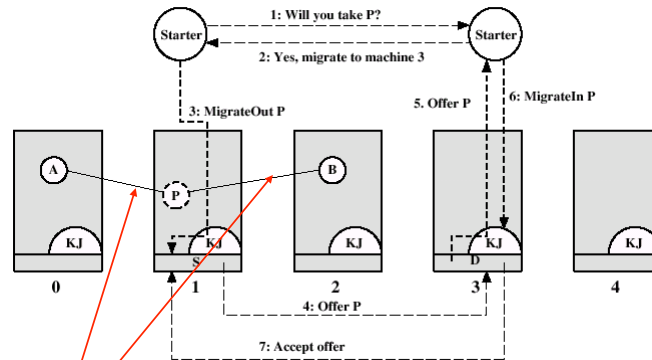 1: Will you take P?
Starter
Starter
2: Yes, migrate to machine 3
3: MigrateOut P
5. Offer P
6: MigrateIn P
A
P
B
KJ
KJ
KJ
KJ
KJ
S
D
0
1
2
3
4
4: Offer P
7: Accept offer